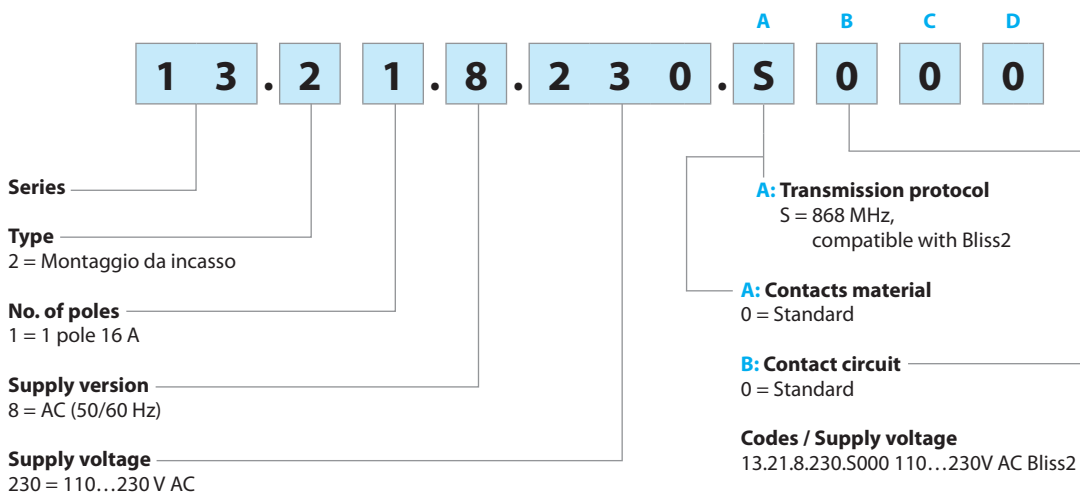 A B C D
1 3 . 2 1 . 8 . 2 3 0 . S 0 0 0
Series
Type
2 = Montaggio da incasso
No. of poles
1 = 1 pole 16 A
Supply version
8 = AC (50/60 Hz)
Supply voltage
230 = 110…230 V AC
A: Transmission protocol
S = 868 MHz,
compatible with Bliss2
A: Contacts material
0 = Standard
B: Contact circuit
0 = Standard
Codes / Supply voltage
13.21.8.230.S000 110…230V AC Bliss2